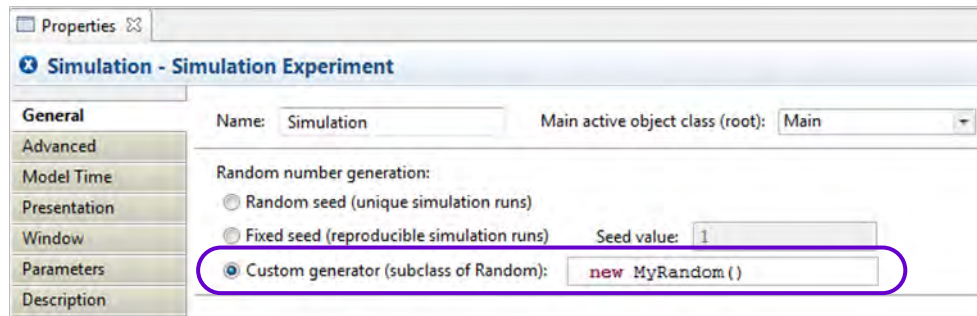 Properties
Simulation - Simulation Experiment
General
Name: Simulation Main active object class (root): Main
Advanced
Model Time
Random number generation:
Presentation
Random seed (unique simulation runs)
Window
Fixed seed (reproducible simulation runs) Seed value: 1
Parameters
Custom generator (subclass of Random): new MyRandom()
Description